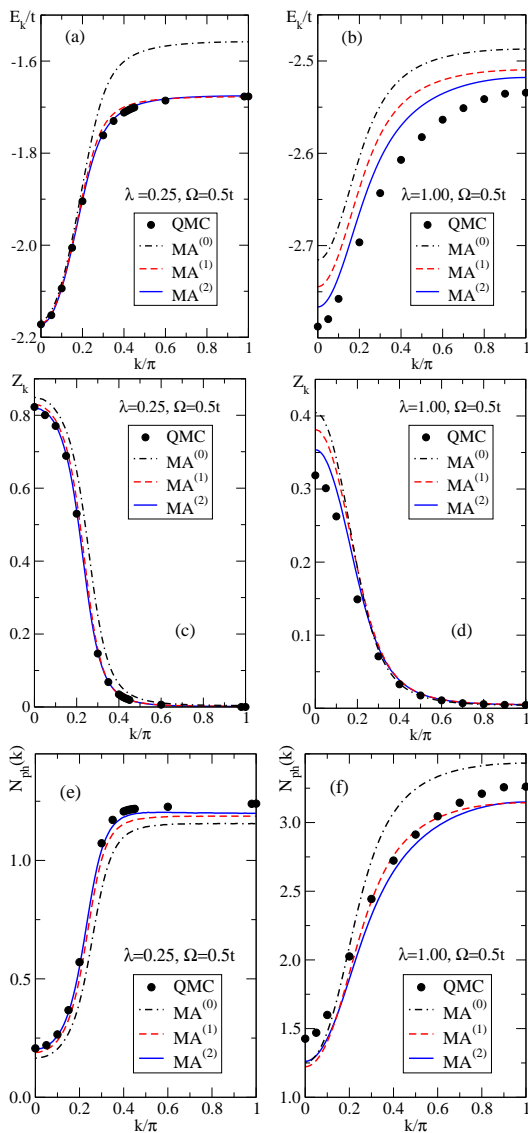 E_k/t
(a)
-1.6
-1.8
-2.0
-2.2
λ =0.25, Ω=0.5t
QMC
MA^(0)
MA^(1)
MA^(2)
0 0.2 0.4 0.6 0.8 1
k/π
E_k/t
(b)
-2.5
-2.6
-2.7
λ=1.00, Ω=0.5t
QMC
MA^(0)
MA^(1)
MA^(2)
0 0.2 0.4 0.6 0.8 1
k/π
Z_k
0.8
0.6
0.4
0.2
0
λ=0.25, Ω=0.5t
QMC
MA^(0)
MA^(1)
MA^(2)
(c)
0 0.2 0.4 0.6 0.8 1
k/π
Z_k
0.4
0.3
0.2
0.1
0
λ=1.00, Ω=0.5t
QMC
MA^(0)
MA^(1)
MA^(2)
(d)
0 0.2 0.4 0.6 0.8 1
k/π
N_ph(k)
(e)
1.0
0.5
0.0
λ=0.25, Ω=0.5t
QMC
MA^(0)
MA^(1)
MA^(2)
0 0.2 0.4 0.6 0.8 1
k/π
N_ph(k)
(f)
3.0
2.5
2.0
1.5
1.0
λ=1.00, Ω=0.5t
QMC
MA^(0)
MA^(1)
MA^(2)
0 0.2 0.4 0.6 0.8 1
k/π